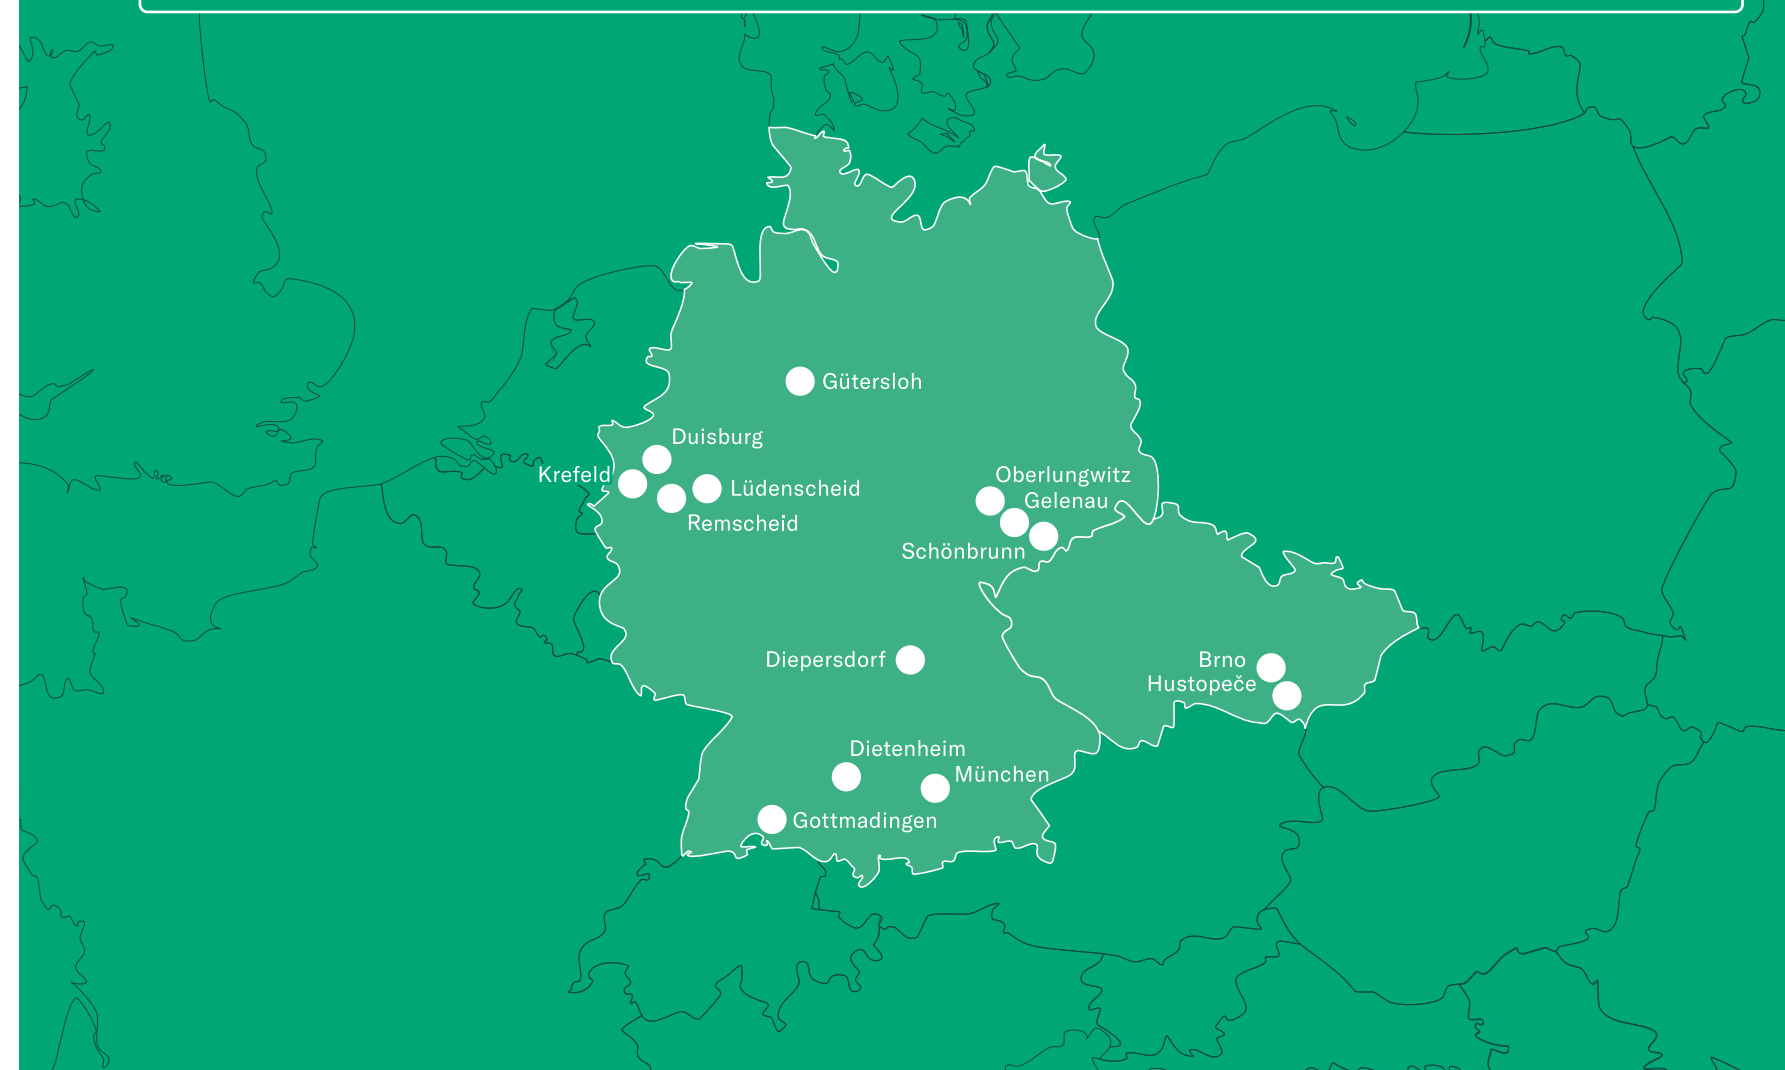 Gütersloh
Duisburg
Krefeld
Oberlungwitz
Lüdenscheid
Gelenau
Remscheid
Schönbrunn
Diepersdorf
Brno
Hustopeče
Dietenheim
München
Gottmadingen